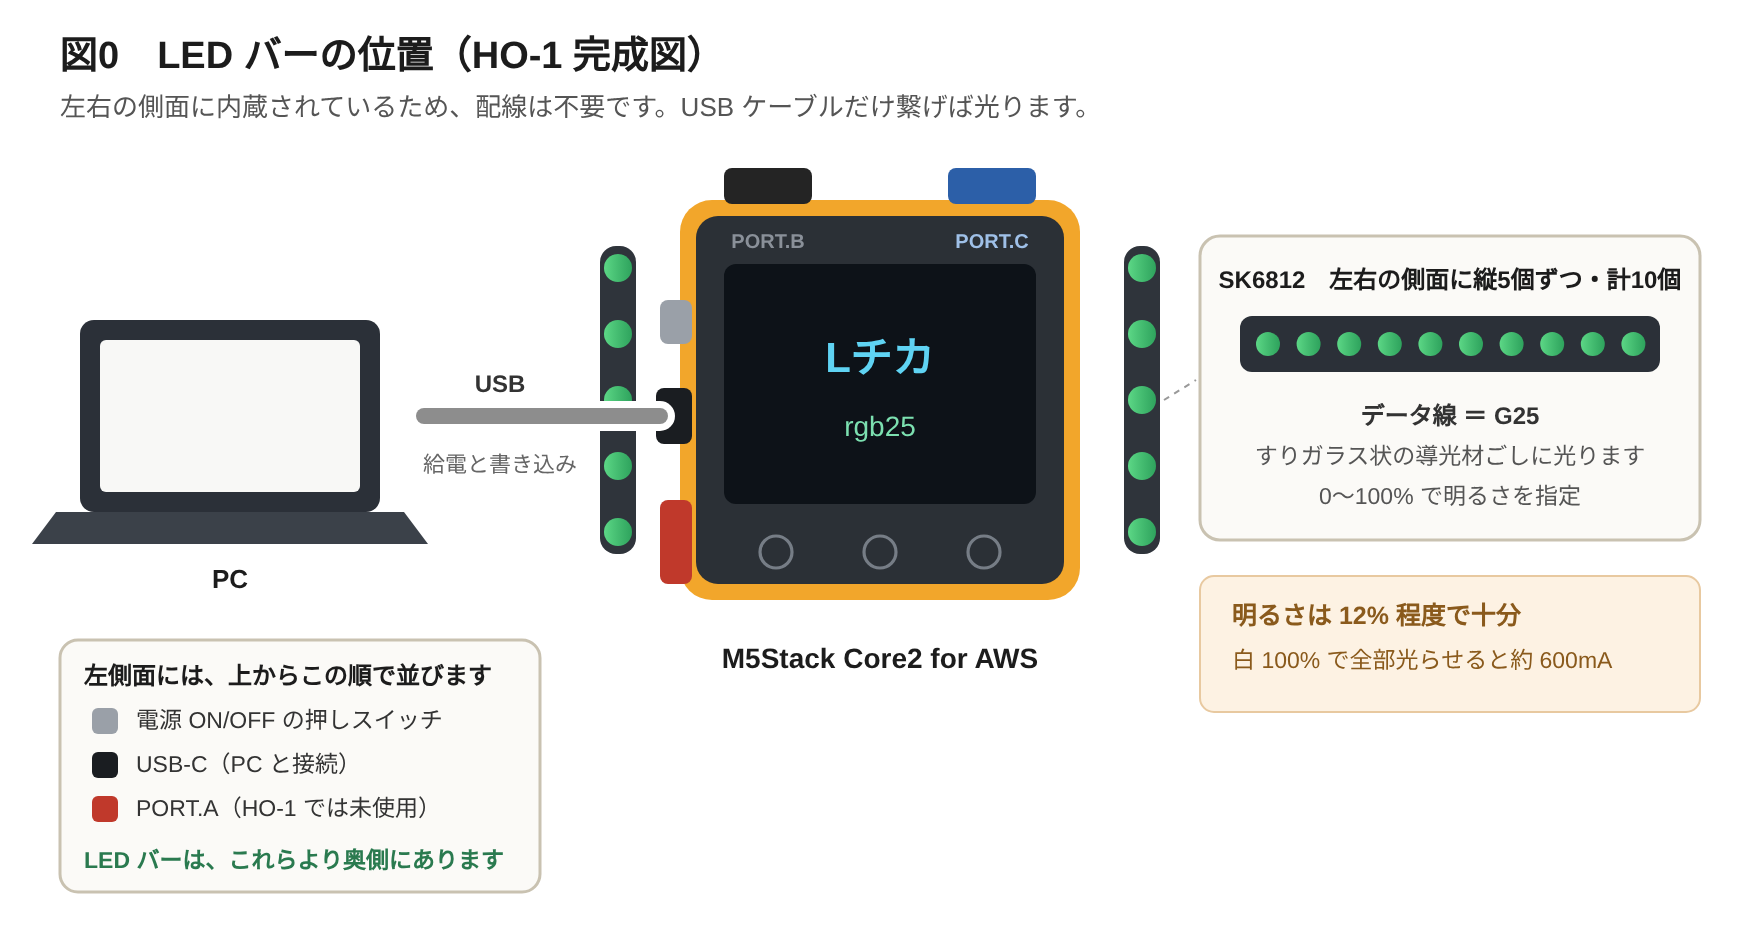 図0　LED バーの位置（HO-1 完成図）
左右の側面に内蔵されているため、配線は不要です。USB ケーブルだけ繋げば光ります。
PORT.B
PORT.C
Lチカ
rgb25
USB
給電と書き込み
PC
M5Stack Core2 for AWS
SK6812　左右の側面に縦5個ずつ・計10個
データ線 ＝ G25
すりガラス状の導光材ごしに光ります
0〜100% で明るさを指定
明るさは 12% 程度で十分
白 100% で全部光らせると約 600mA
左側面には、上からこの順で並びます
電源 ON/OFF の押しスイッチ
USB-C（PC と接続）
PORT.A（HO-1 では未使用）
LED バーは、これらより奥側にあります